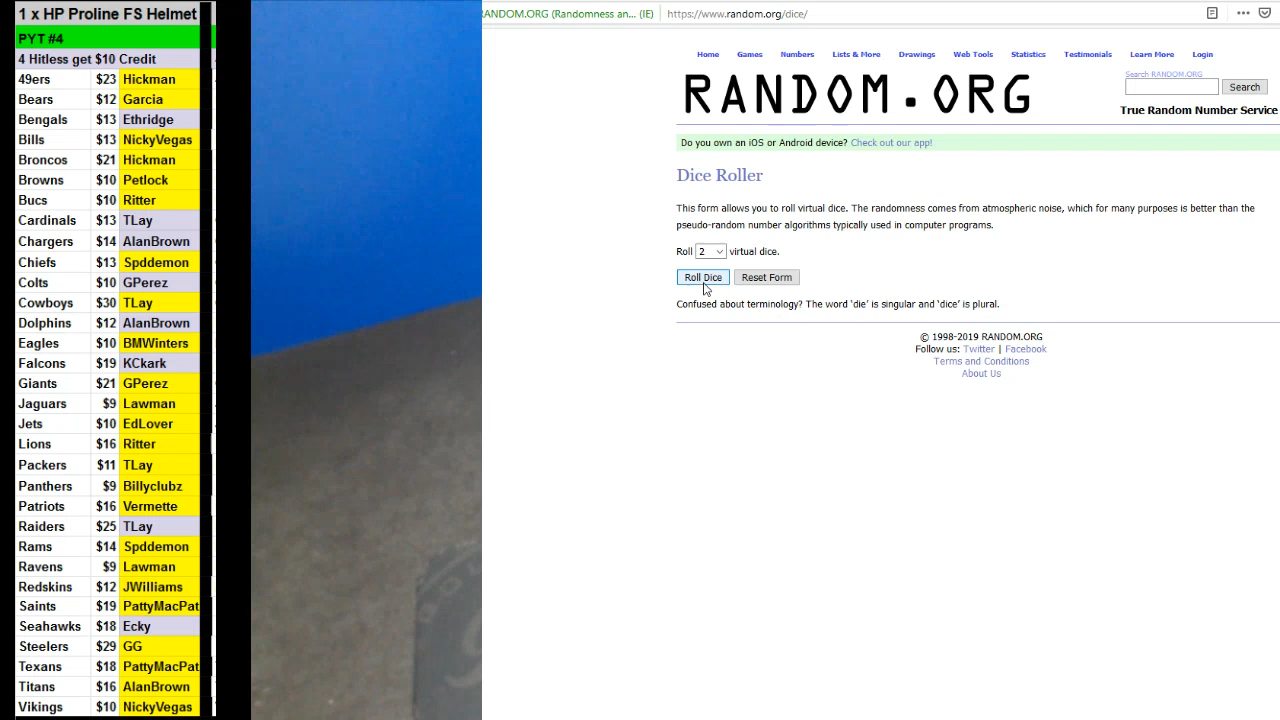 1 x HP Proline FS Helmet
PYT #4
4 Hitless get $10 Credit
49ers $23 Hickman
Bears $12 Garcia
Bengals $13 Ethridge
Bills $13 NickyVegas
Broncos $21 Hickman
Browns $10 Petlock
Bucs $10 Ritter
Cardinals $13 TLay
Chargers $14 AlanBrown
Chiefs $13 Spddemon
Colts $10 GPerez
Cowboys $30 TLay
Dolphins $12 AlanBrown
Eagles $10 BMWinters
Falcons $19 KCkark
Giants $21 GPerez
Jaguars $9 Lawman
Jets $10 EdLover
Lions $16 Ritter
Packers $11 TLay
Panthers $9 Billyclubz
Patriots $16 Vermette
Raiders $25 TLay
Rams $14 Spddemon
Ravens $9 Lawman
Redskins $12 JWilliams
Saints $19 PattyMacPat
Seahawks $18 Ecky
Steelers $29 GG
Texans $18 PattyMacPat
Titans $16 AlanBrown
Vikings $10 NickyVegas
RANDOM.ORG (Randomness an... (IE) https://www.random.org/dice/
Home Games Numbers Lists & More Drawings Web Tools Statistics Testimonials Learn More Login
RANDOM.ORG
Search RANDOM.ORG
Search
True Random Number Service
Do you own an iOS or Android device? Check out our app!
Dice Roller
This form allows you to roll virtual dice. The randomness comes from atmospheric noise, which for many purposes is better than the
pseudo-random number algorithms typically used in computer programs.
Roll 2 virtual dice.
Roll Dice Reset Form
Confused about terminology? The word ‘die’ is singular and ‘dice’ is plural.
© 1998-2019 RANDOM.ORG
Follow us: Twitter | Facebook
Terms and Conditions
About Us